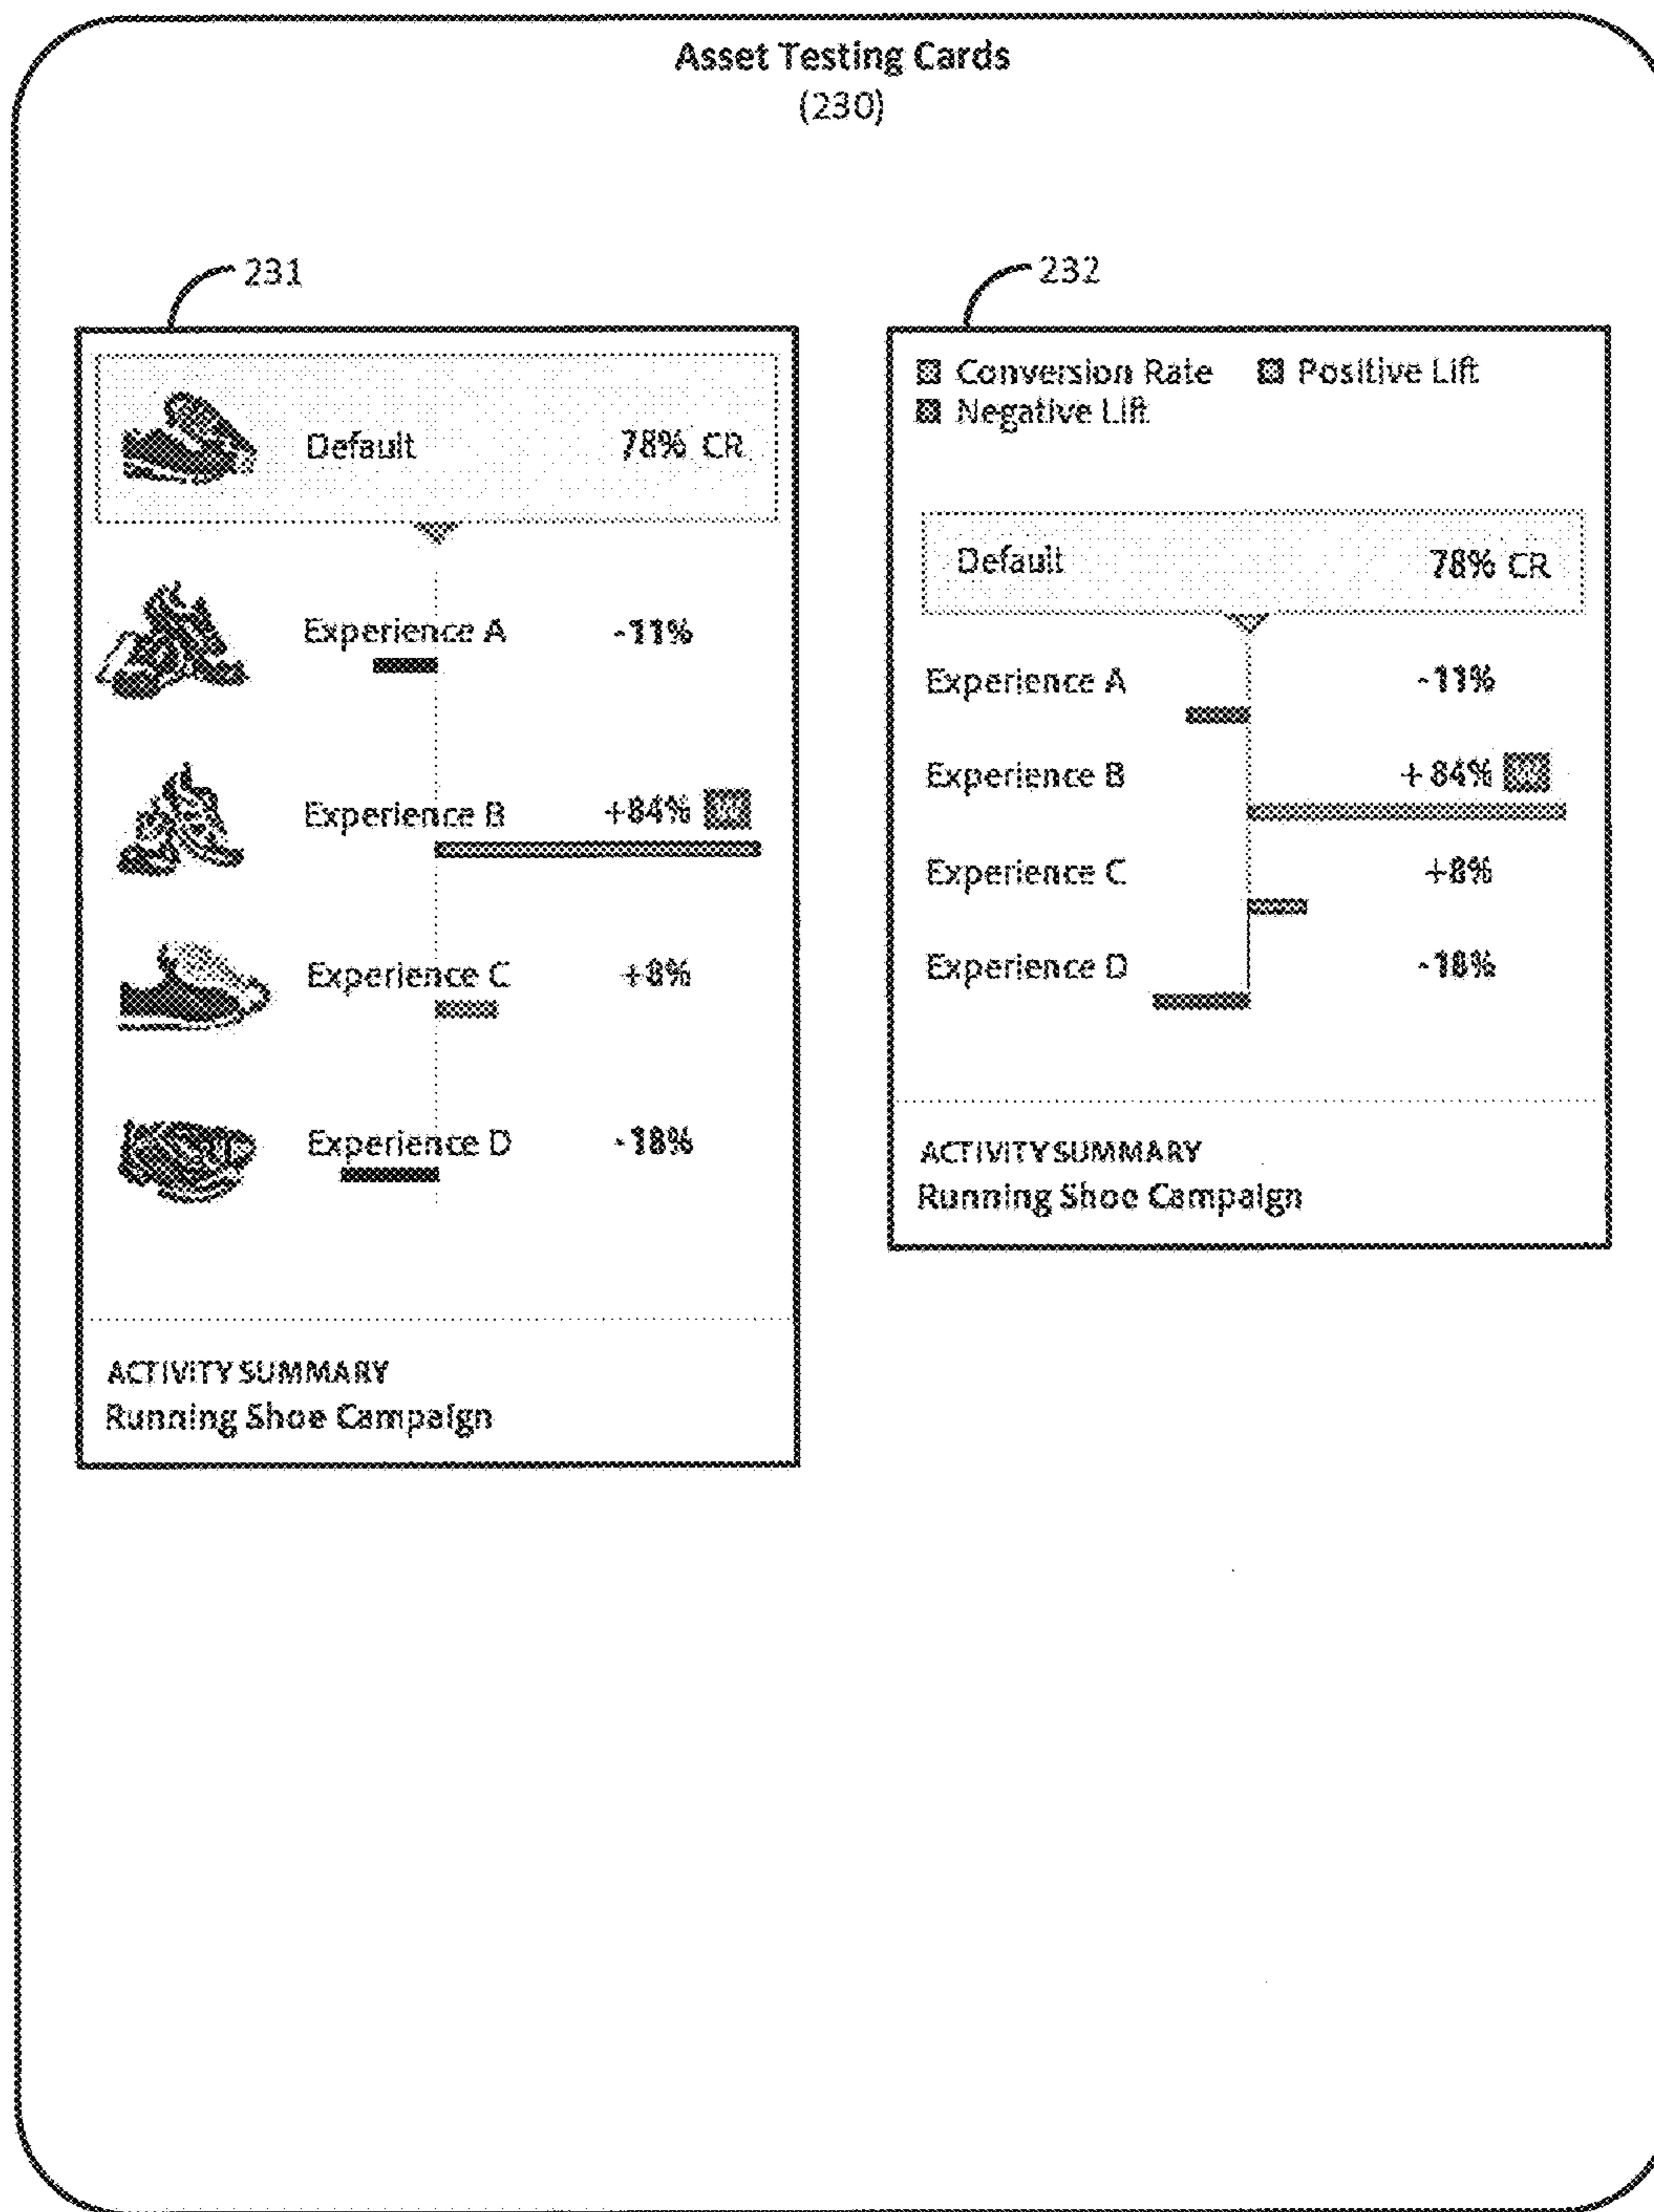 Asset Testing Cards
(230)
231
Default 78% CR
Experience A -11%
Experience B +84%
Experience C +8%
Experience D -18%
ACTIVITY SUMMARY
Running Shoe Campaign
232
Conversion Rate Positive Lift
Negative Lift
Default 78% CR
Experience A -11%
Experience B +84%
Experience C +8%
Experience D -18%
ACTIVITY SUMMARY
Running Shoe Campaign